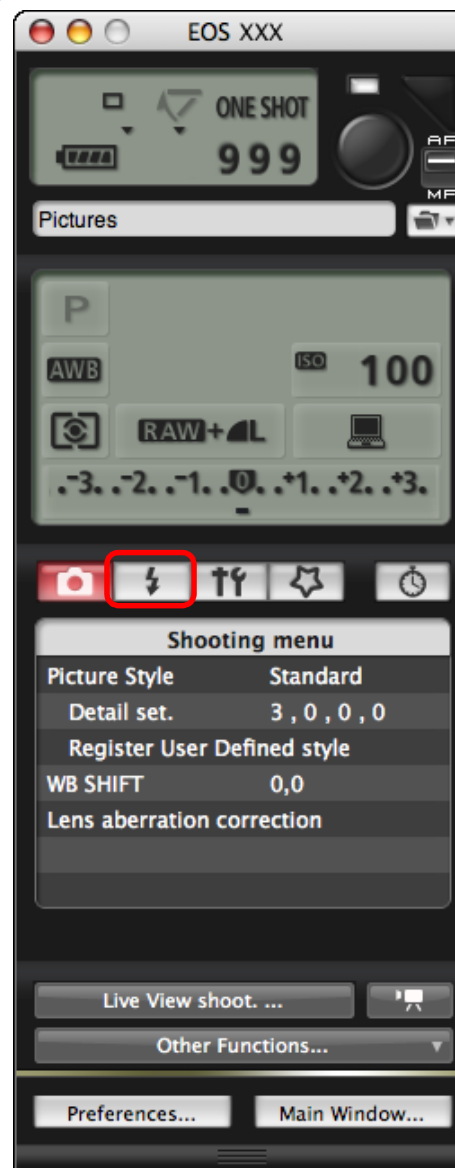 EOS XXX
ONE SHOT
999
AF
MF
Pictures
P
AWB
ISO 100
RAW+L
.-3. .-2. .-1. .0. .+1. .+2. .+3.
Shooting menu
Picture Style Standard
Detail set. 3 , 0 , 0 , 0
Register User Defined style
WB SHIFT 0,0
Lens aberration correction
Live View shoot. ...
Other Functions...
Preferences... Main Window...